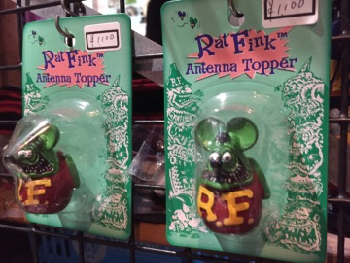 ¥1100
Rat Fink™
Antenna Topper
RF
¥1100
Rat Fink™
Antenna Topper
R.F.
RF